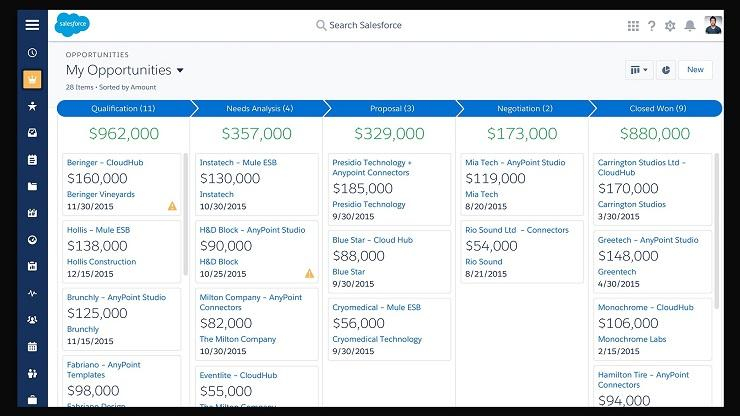 salesforce
Search Salesforce
?
OPPORTUNITIES
My Opportunities
28 Items • Sorted by Amount
New
Qualification (11)
Needs Analysis (4)
Proposal (3)
Negotiation (2)
Closed Won (9)
$962,000
$357,000
$329,000
$173,000
$880,000
Beringer – CloudHub
$160,000
Beringer Vineyards
11/30/2015
Hollis – Mule ESB
$138,000
Hollis Construction
12/15/2015
Brunchly – AnyPoint Studio
$125,000
Brunchly
11/15/2015
Fabriano – AnyPoint
Templates
$98,000
Fabriano Design
Instatech – Mule ESB
$130,000
Instatech
10/30/2015
H&D Block – AnyPoint Studio
$90,000
H&D Block
10/25/2015
Milton Company – AnyPoint
Connectors
$82,000
The Milton Company
10/30/2015
Eventlite – CloudHub
$55,000
The Milton Company
Presidio Technology +
Anypoint Connectors
$185,000
Presidio Technology
9/30/2015
Blue Star – Cloud Hub
$88,000
Blue Star
9/30/2015
Cryomedical – Mule ESB
$56,000
Cryomedical Technology
9/30/2015
Mia Tech – AnyPoint Studio
$119,000
Mia Tech
8/20/2015
Rio Sound Ltd – Connectors
$54,000
Rio Sound
8/21/2015
Carrington Studios Ltd –
CloudHub
$170,000
Carrington Studios
3/30/2015
Greetech – AnyPoint Studio
$148,000
Greentech
4/30/2015
Monochrome – CloudHub
$106,000
Monochrome Labs
2/15/2015
Hamilton Tire – AnyPoint
Connectors
$94,000